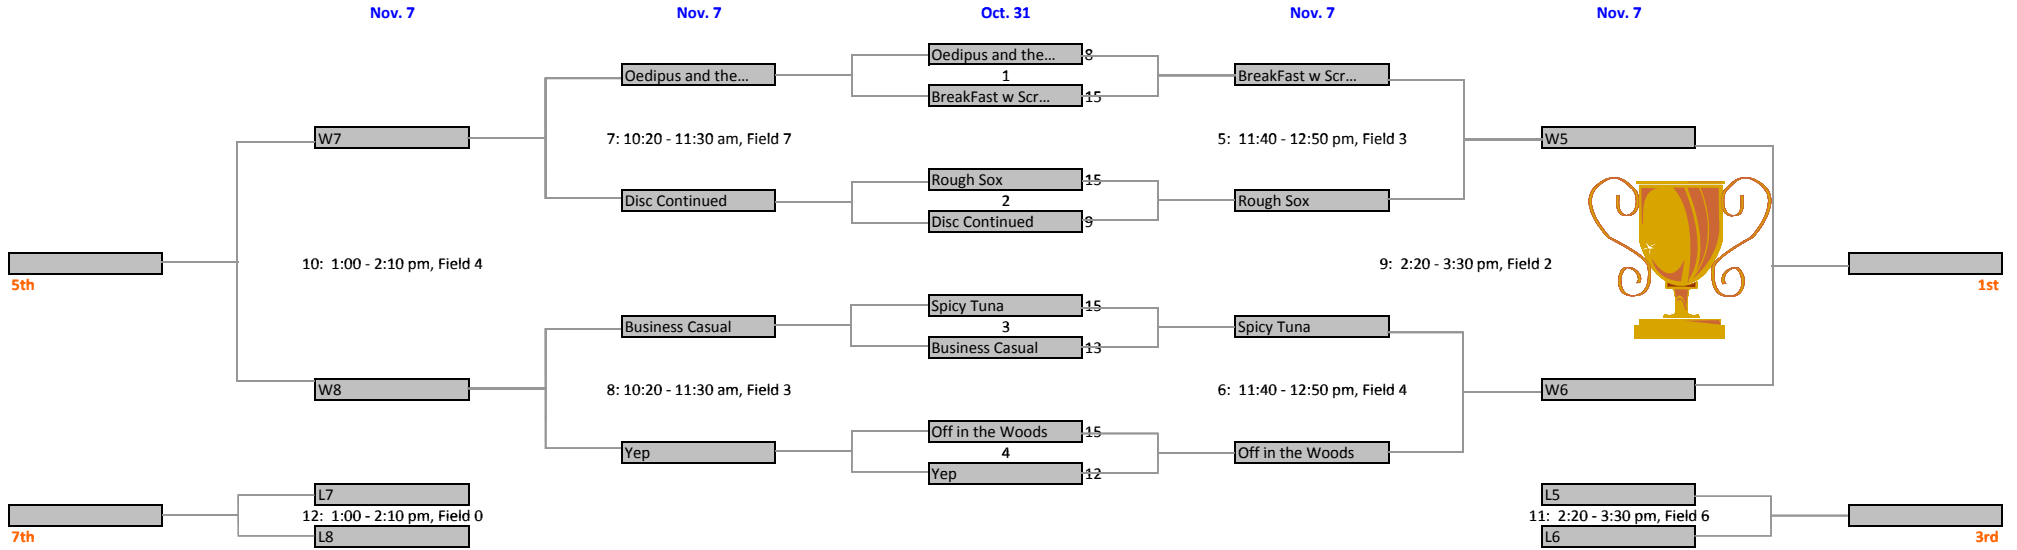 Nov. 7 Nov. 7 Oct. 31 Nov. 7 Nov. 7
Oedipus and the... 8
Oedipus and the... 1 BreakFast w Scr...
BreakFast w Scr... 15
W7 7: 10:20 - 11:30 am, Field 7 5: 11:40 - 12:50 pm, Field 3 W5
Rough Sox 15
Disc Continued 2 Rough Sox
Disc Continued 9
10: 1:00 - 2:10 pm, Field 4 9: 2:20 - 3:30 pm, Field 2
5th 1st
Spicy Tuna 15
Business Casual 3 Spicy Tuna
Business Casual 13
W8 8: 10:20 - 11:30 am, Field 3 6: 11:40 - 12:50 pm, Field 4 W6
Off in the Woods 15
Yep 4 Off in the Woods
Yep 12
L7 L5
12: 1:00 - 2:10 pm, Field 0 11: 2:20 - 3:30 pm, Field 6
7th L8 L6 3rd